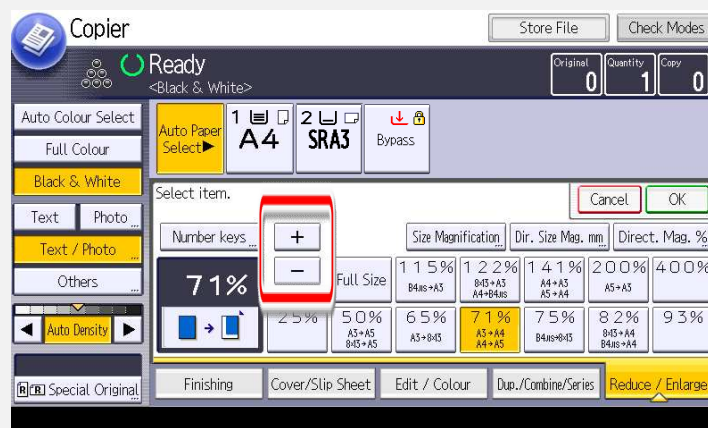 Copier
Store File
Check Modes
Ready
<Black & White>
Original
0
Quantity
1
Copy
0
Auto Colour Select
Full Colour
Black & White
Text
Photo
Text / Photo
Others
Auto Density
Special Original
Auto Paper
Select▶
1
A4
2
SRA3
Bypass
Select item.
Cancel
OK
Number keys
+
−
Size Magnification
Dir. Size Mag. mm
Direct. Mag. %
71%
Full Size
115%
B4JIS→A3
122%
8x13→A3
A4→B4JIS
141%
A4→A3
A5→A4
200%
A5→A3
400%
25%
50%
A3→A5
8x13→A5
65%
A3→8x13
71%
A3→A4
A4→A5
75%
B4JIS→8x13
82%
8x13→A4
B4JIS→A4
93%
Finishing
Cover/Slip Sheet
Edit / Colour
Dup./Combine/Series
Reduce / Enlarge